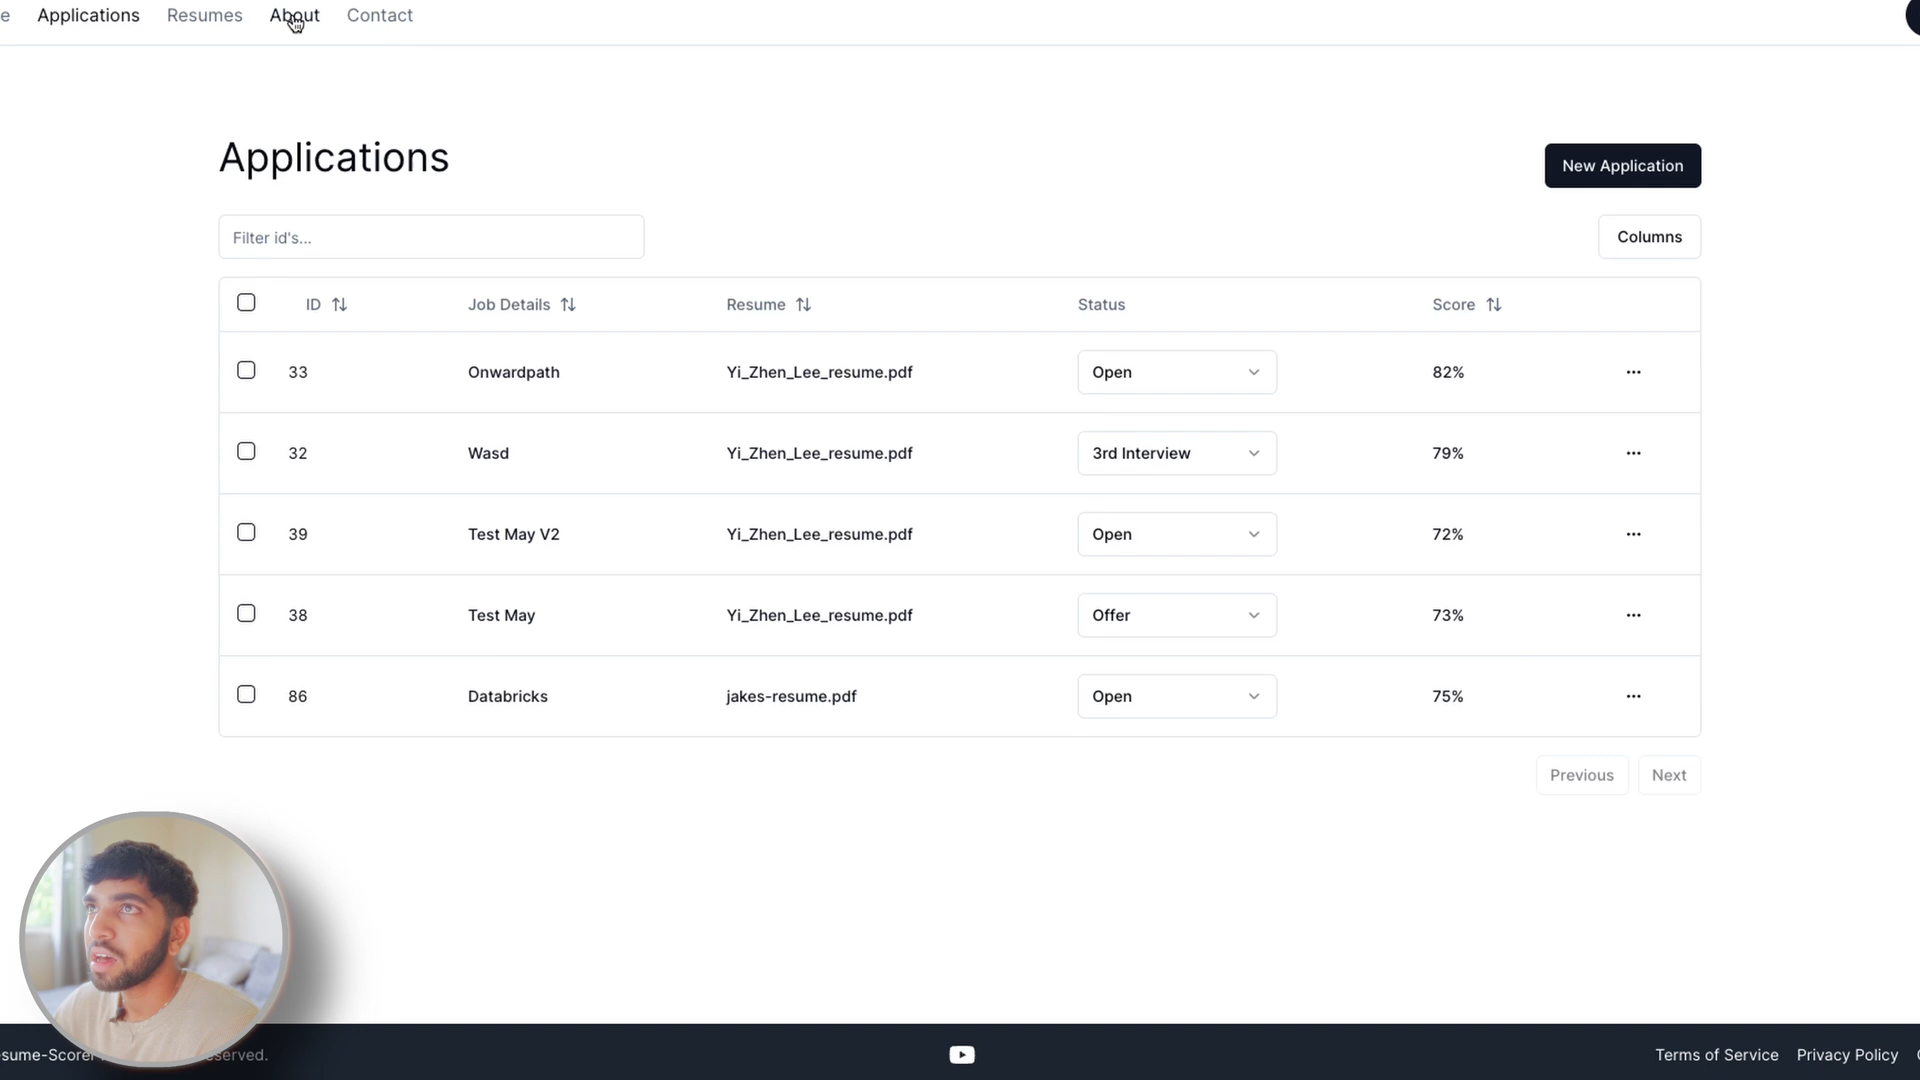 Applications Resumes About Contact
Applications
New Application
Filter id's...
Columns
ID Job Details Resume Status Score
33 Onwardpath Yi_Zhen_Lee_resume.pdf Open 82% ...
32 Wasd Yi_Zhen_Lee_resume.pdf 3rd Interview 79% ...
39 Test May V2 Yi_Zhen_Lee_resume.pdf Open 72% ...
38 Test May Yi_Zhen_Lee_resume.pdf Offer 73% ...
86 Databricks jakes-resume.pdf Open 75% ...
Previous Next
Terms of Service Privacy Policy